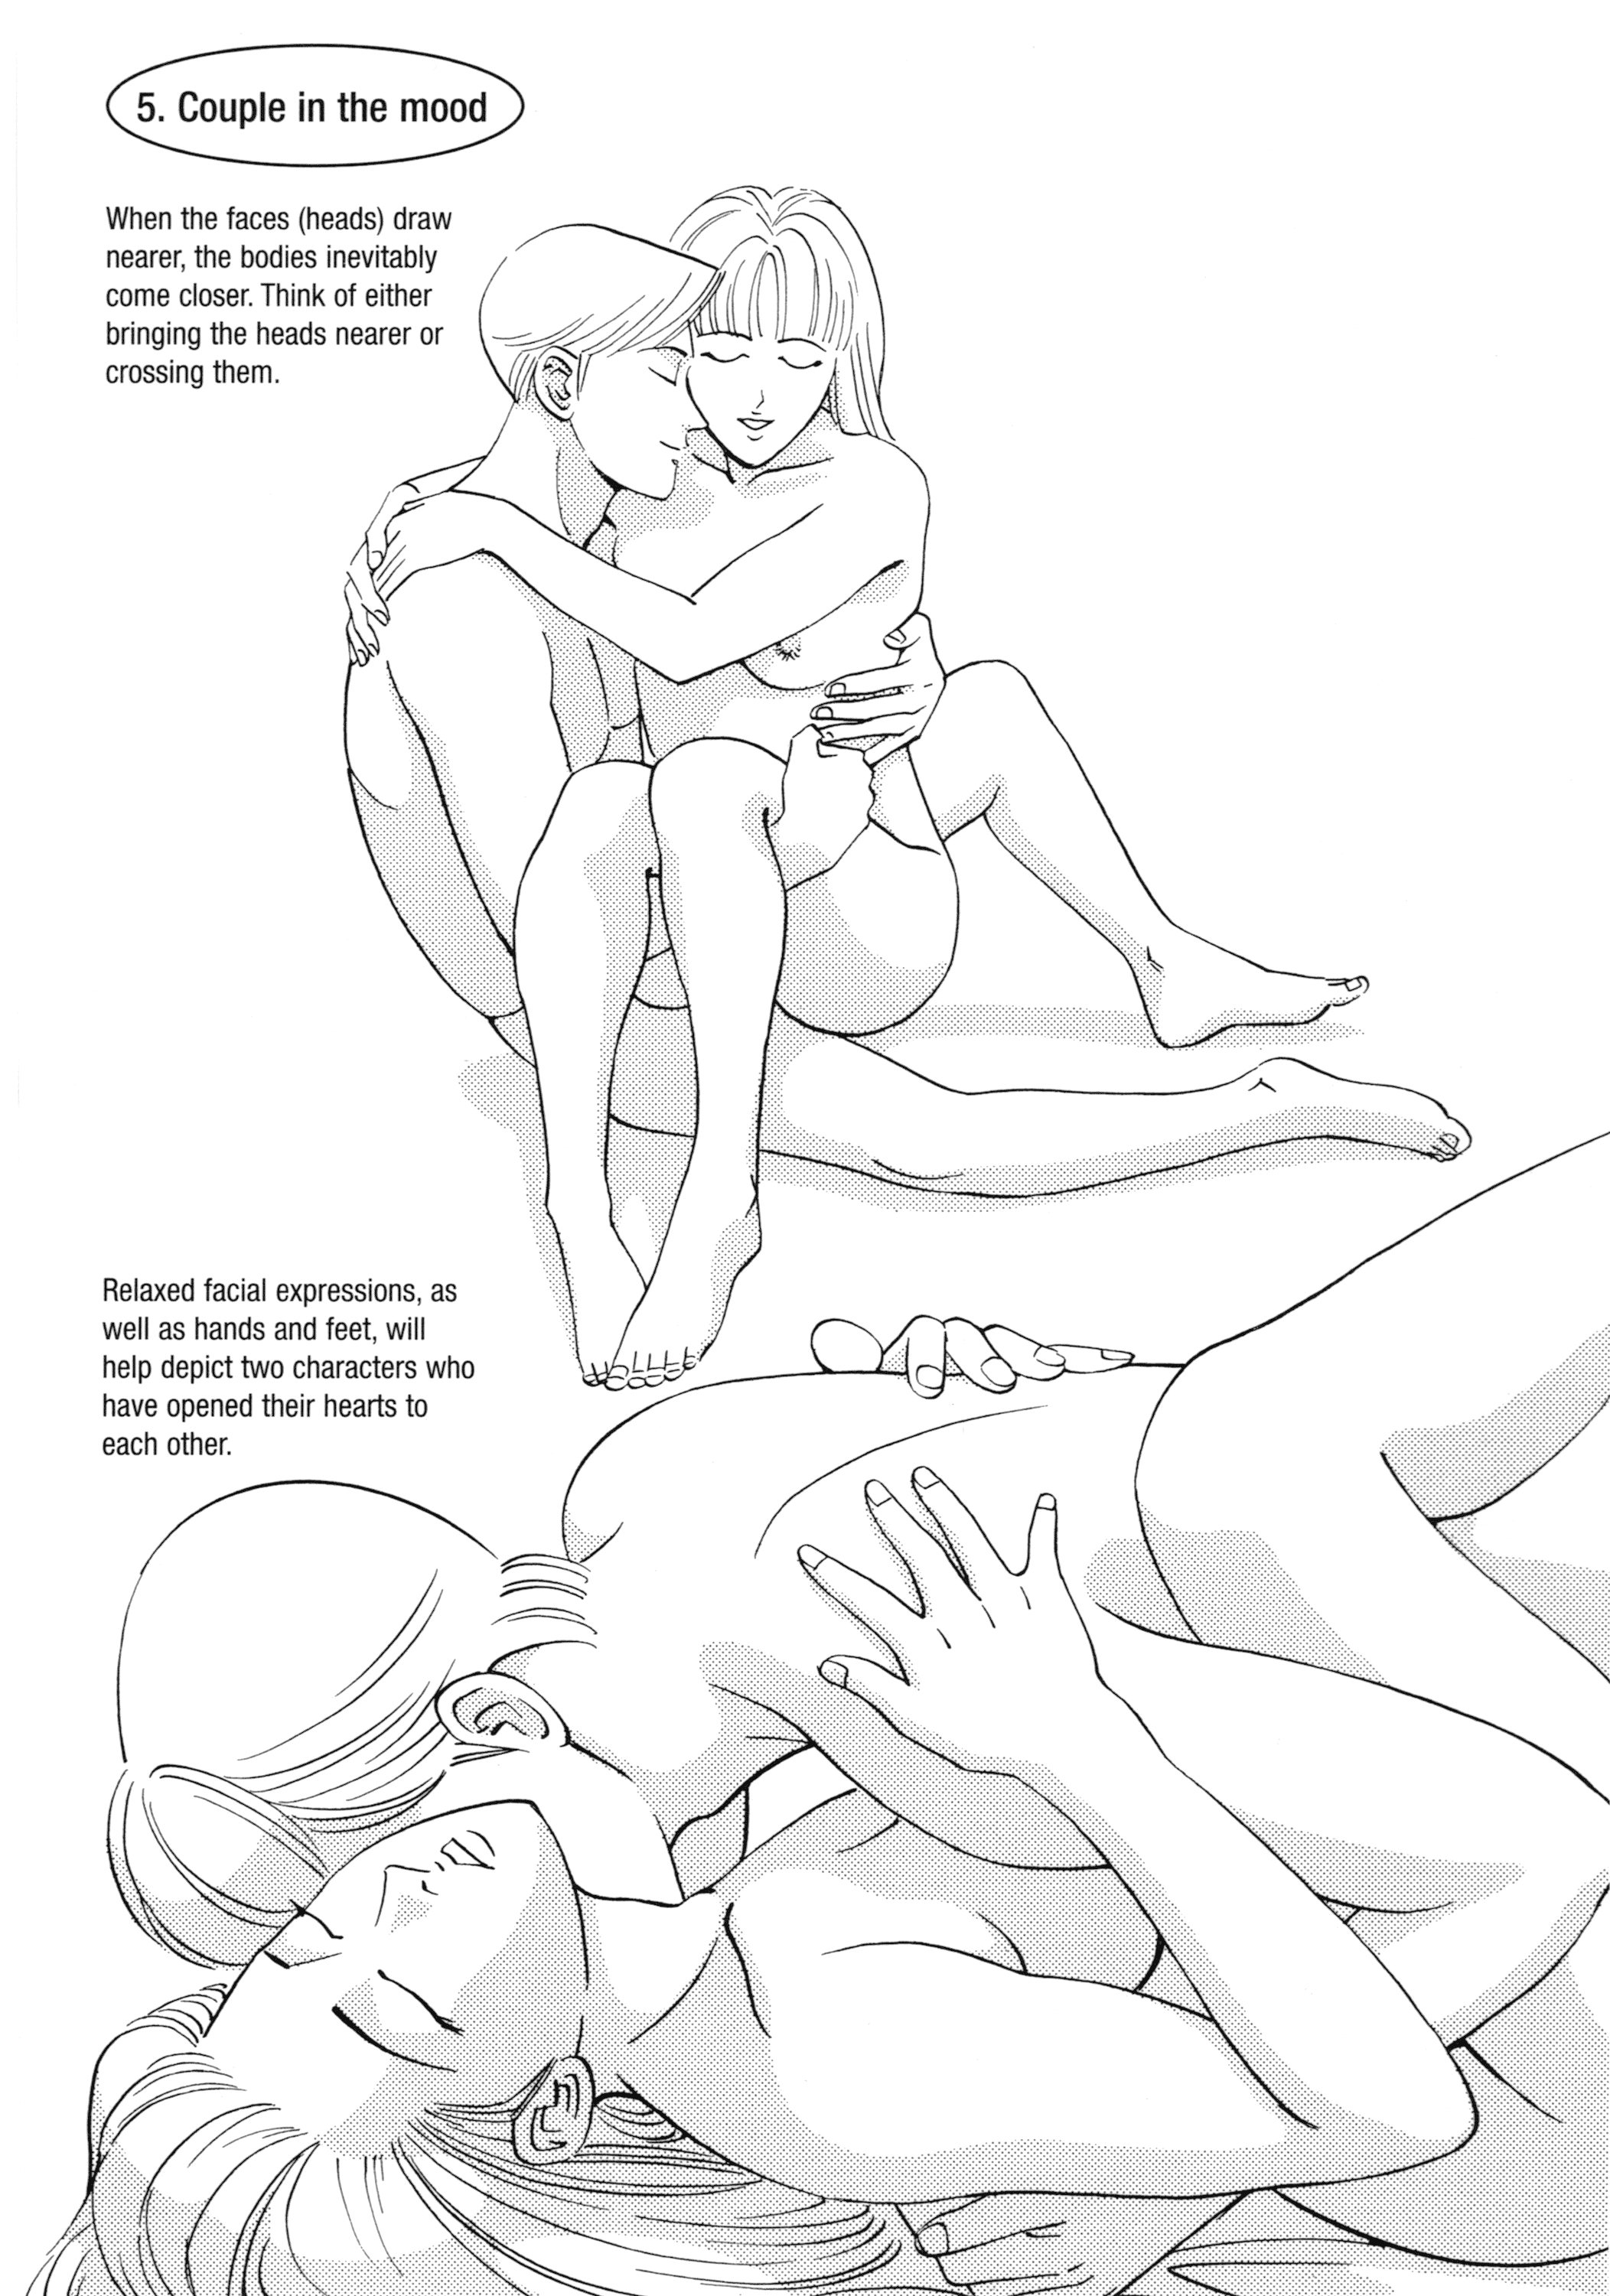 5. Couple in the mood
When the faces (heads) draw
nearer, the bodies inevitably
come closer. Think of either
bringing the heads nearer or
crossing them.
Relaxed facial expressions, as
well as hands and feet, will
help depict two characters who
have opened their hearts to
each other.